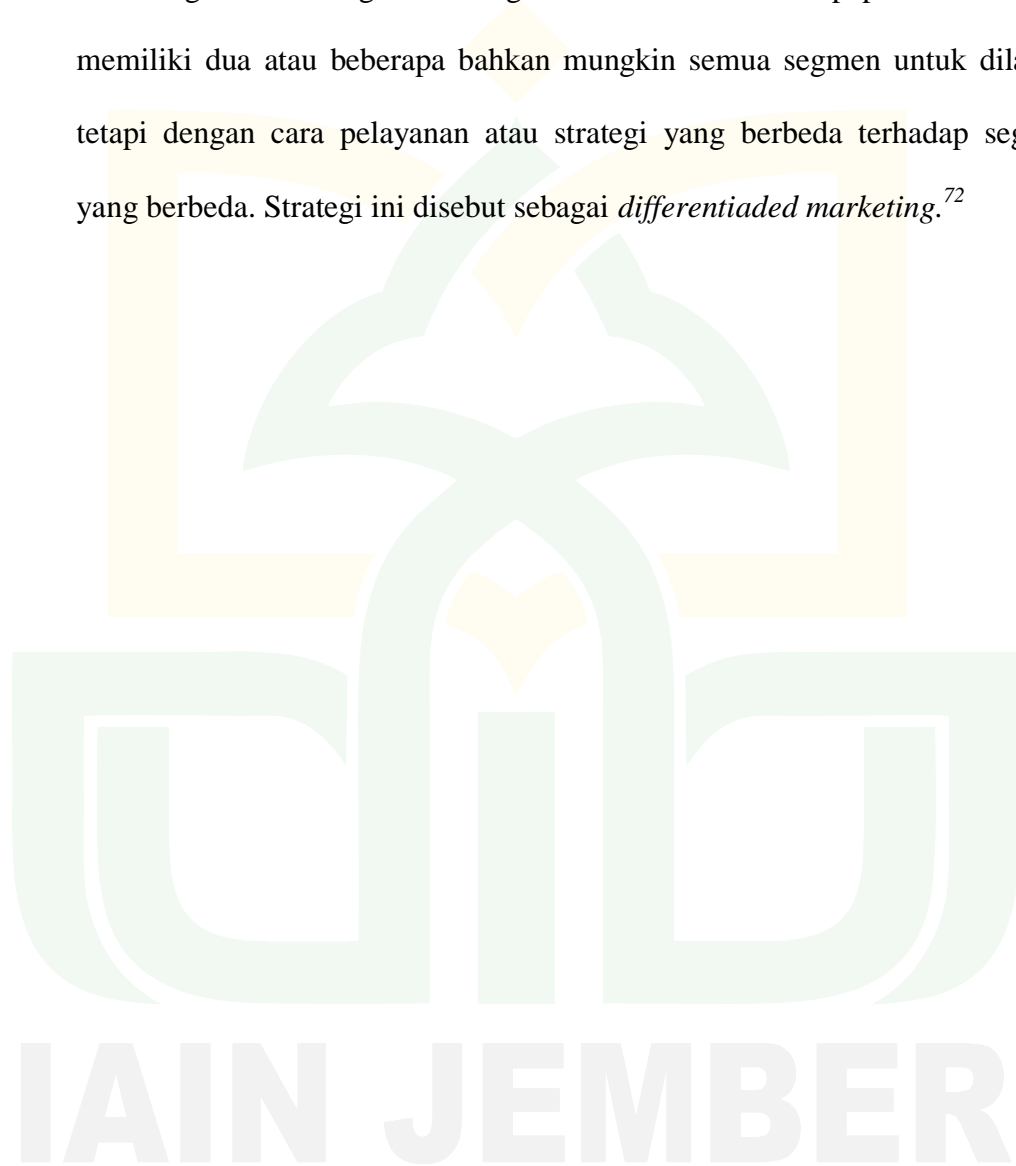 memiliki dua atau beberapa bahkan mungkin semua segmen untuk
tetapi dengan cara pelayanan atau strategi yang berbeda terhadap
yang berbeda. Strategi ini disebut sebagai differentiaded marketing.72
IAIN JEMBER